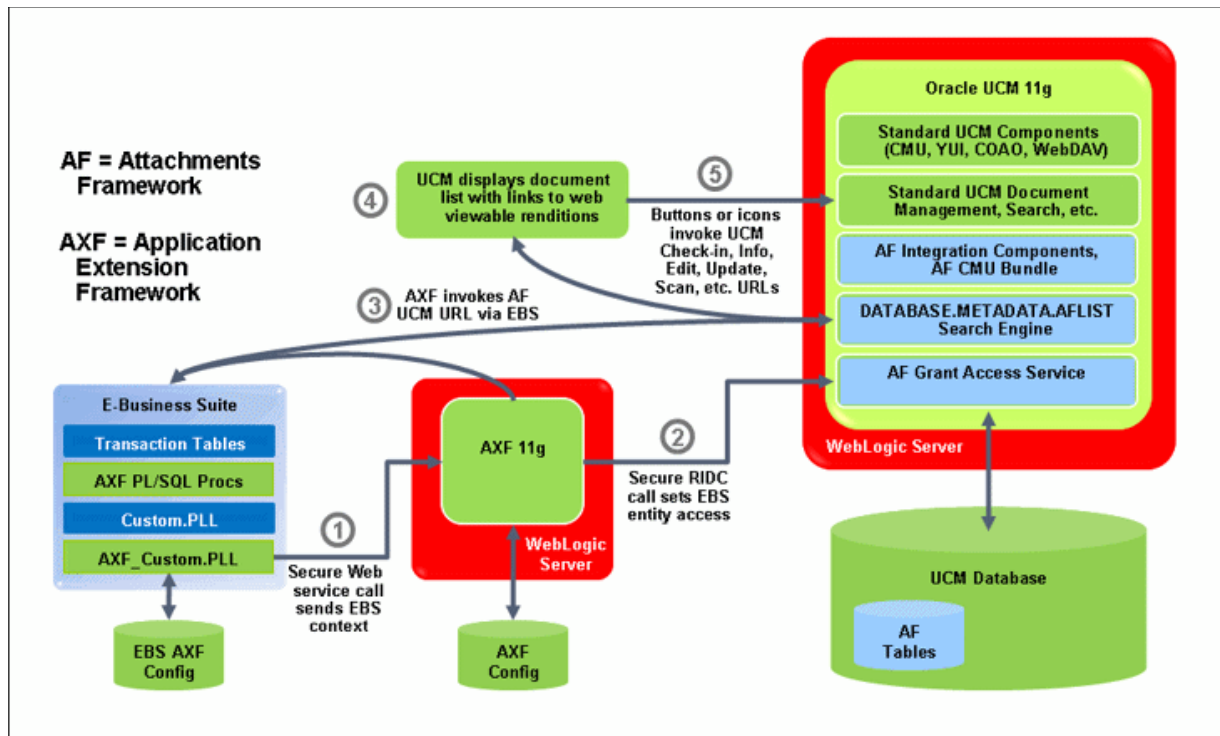 AF = Attachments
Framework
AXF = Application
Extension
Framework
E-Business Suite
Transaction Tables
AXF PL/SQL Procs
Custom.PLL
AXF_Custom.PLL
EBS AXF
Config
1
Secure Web
service call
sends EBS
context
AXF 11g
WebLogic
Server
AXF
Config
2
Secure RIDC
call sets EBS
entity access
3
AXF invokes AF
UCM URL via EBS
4
UCM displays document
list with links to web
viewable renditions
5
Buttons or icons
invoke UCM
Check-in, Info,
Edit, Update,
Scan, etc. URLs
Oracle UCM 11g
Standard UCM Components
(CMU, YUI, COAO, WebDAV)
Standard UCM Document
Management, Search, etc.
AF Integration Components,
AF CMU Bundle
DATABASE.METADATA.AFLIST
Search Engine
AF Grant Access Service
WebLogic Server
UCM Database
AF
Tables